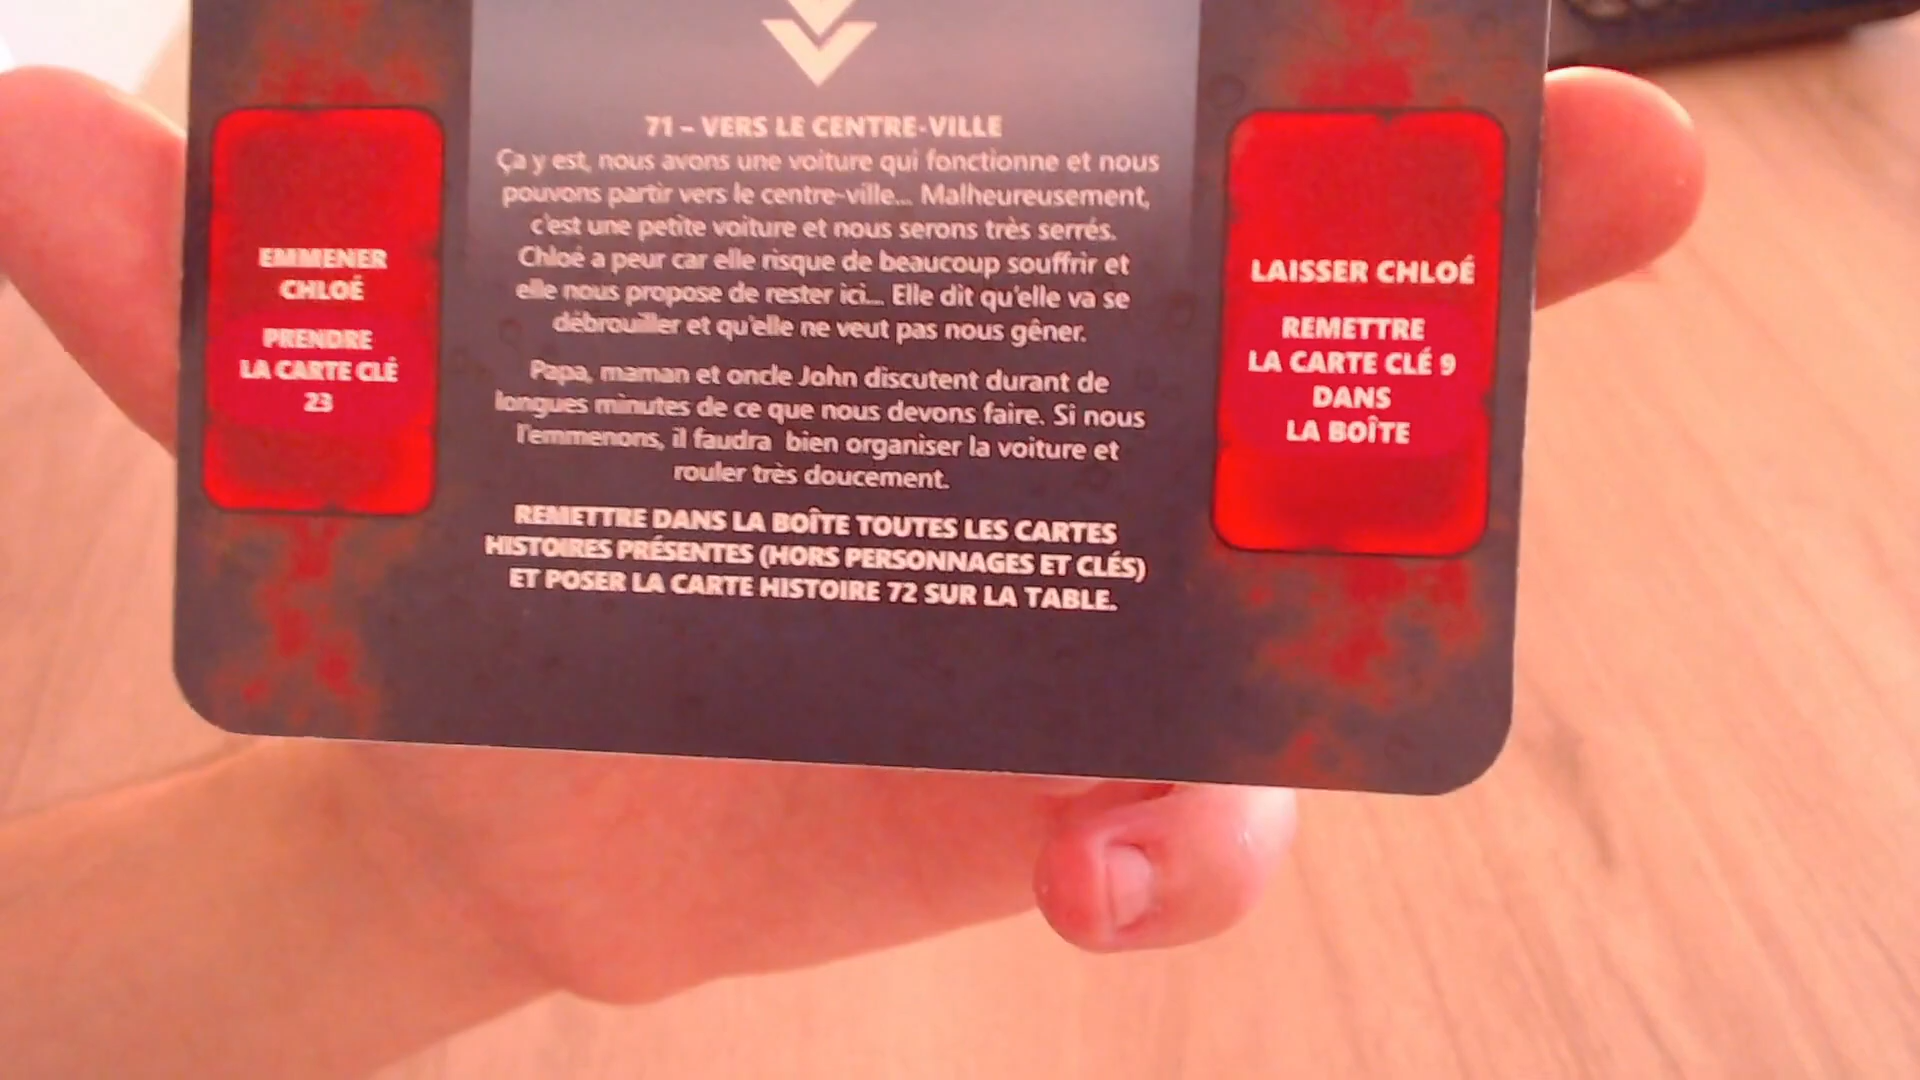 71 – VERS LE CENTRE-VILLE
Ça y est, nous avons une voiture qui fonctionne et nous
pouvons partir vers le centre-ville... Malheureusement,
c'est une petite voiture et nous serons très serrés.
Chloé a peur car elle risque de beaucoup souffrir et
elle nous propose de rester ici... Elle dit qu'elle va se
débrouiller et qu'elle ne veut pas nous gêner.
Papa, maman et oncle John discutent durant de
longues minutes de ce que nous devons faire. Si nous
l'emmenons, il faudra bien organiser la voiture et
rouler très doucement.
REMETTRE DANS LA BOÎTE TOUTES LES CARTES
HISTOIRES PRÉSENTES (HORS PERSONNAGES ET CLÉS)
ET POSER LA CARTE HISTOIRE 72 SUR LA TABLE.
EMMENER
CHLOÉ
PRENDRE
LA CARTE CLÉ
23
LAISSER CHLOÉ
REMETTRE
LA CARTE CLÉ 9
DANS
LA BOÎTE